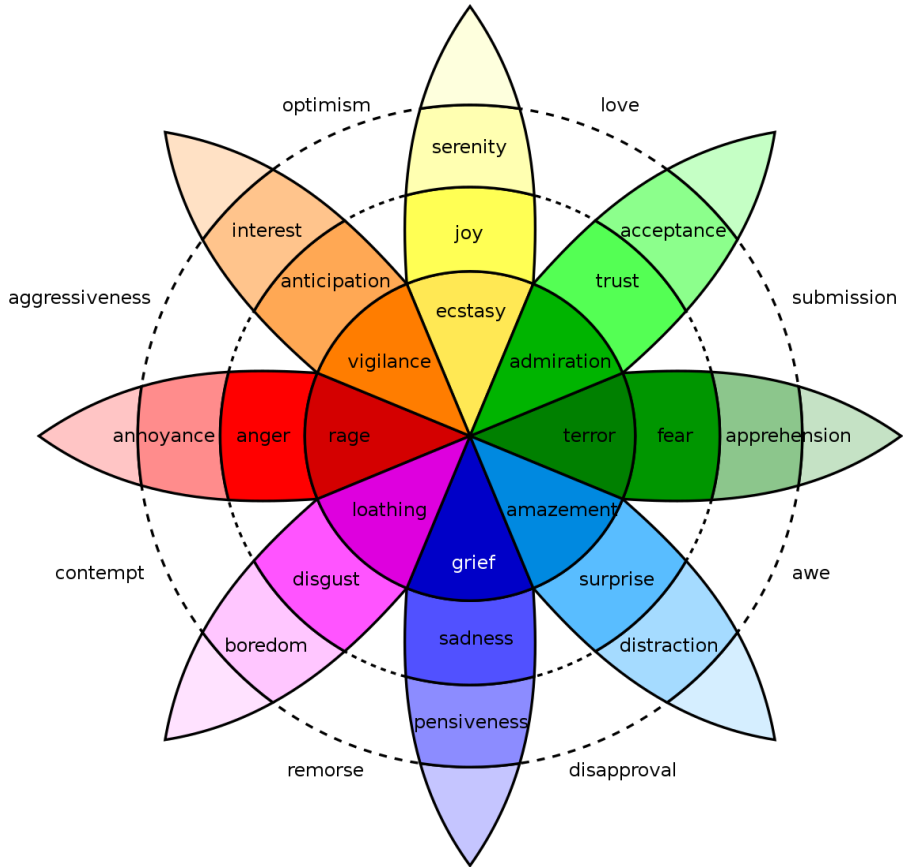 optimism
love
serenity
interest
joy
acceptance
anticipation
trust
aggressiveness
ecstasy
submission
vigilance
admiration
annoyance
anger
rage
terror
fear
apprehension
loathing
amazement
grief
contempt
disgust
surprise
awe
boredom
sadness
distraction
pensiveness
remorse
disapproval